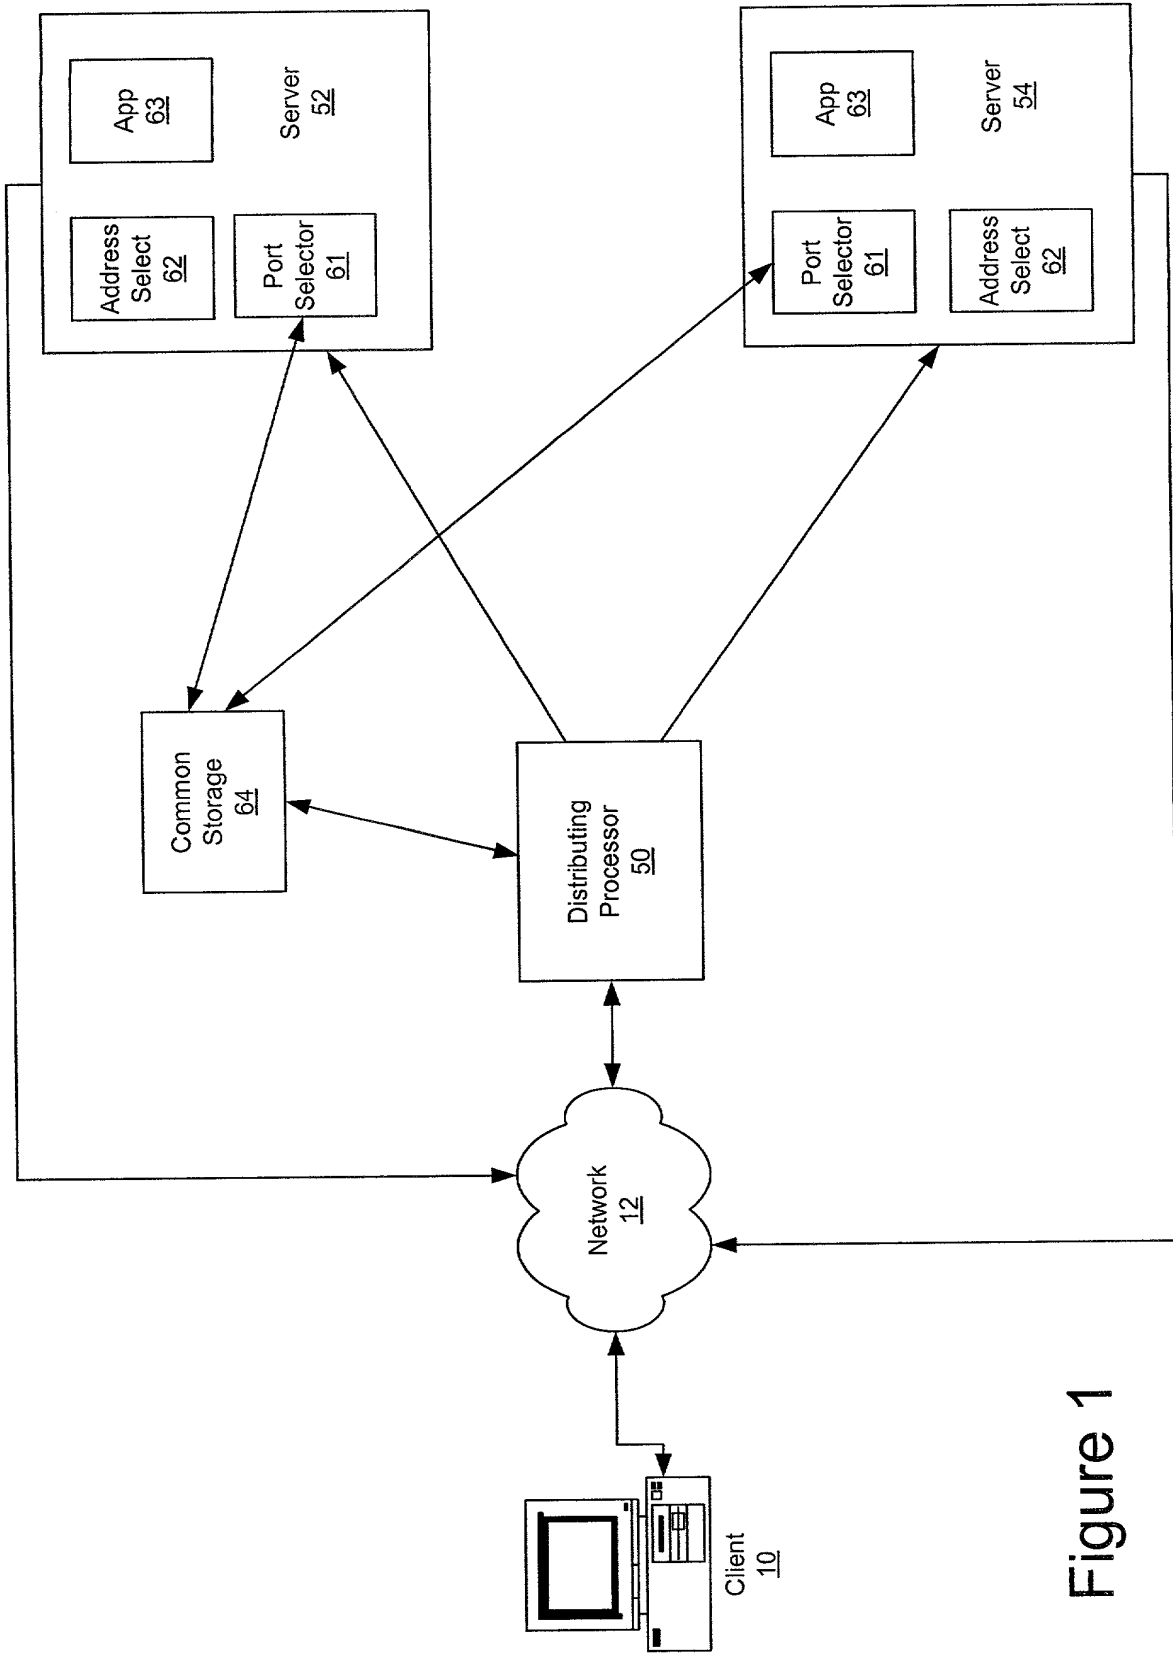 App
63
Server
52
Address
Select
62
Port
Selector
61
App
63
Server
54
Port
Selector
61
Address
Select
62
Common
Storage
64
Distributing
Processor
50
Network
12
Client
10
Figure 1